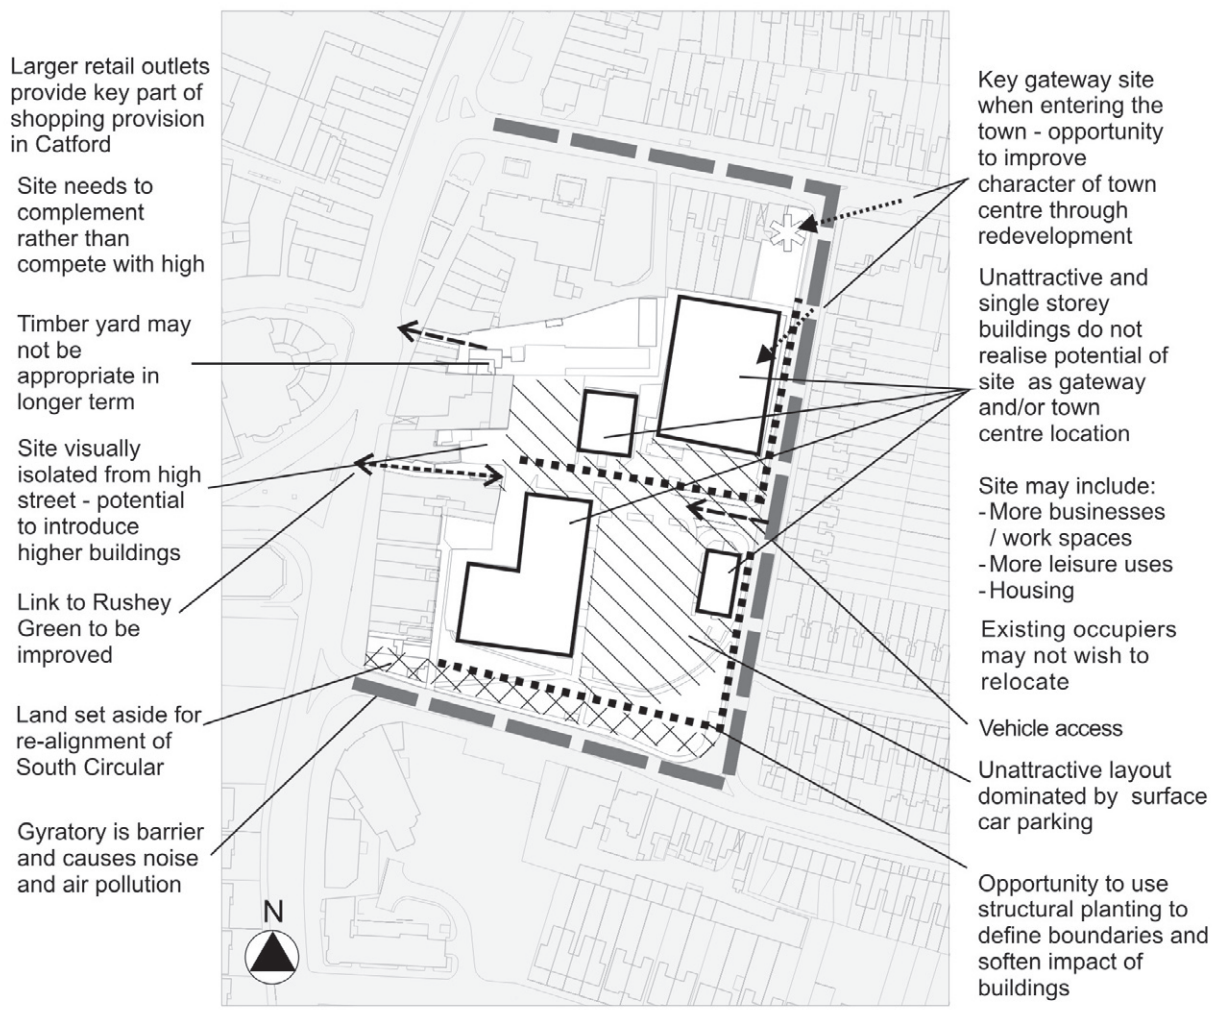 Larger retail outlets
provide key part of
shopping provision
in Catford
Site needs to
complement
rather than
compete with high
Timber yard may
not be
appropriate in
longer term
Site visually
isolated from high
street - potential
to introduce
higher buildings
Link to Rushey
Green to be
improved
Land set aside for
re-alignment of
South Circular
Gyratory is barrier
and causes noise
and air pollution
N
Key gateway site
when entering the
town - opportunity
to improve
character of town
centre through
redevelopment
Unattractive and
single storey
buildings do not
realise potential of
site as gateway
and/or town
centre location
Site may include:
- More businesses
/ work spaces
- More leisure uses
- Housing
Existing occupiers
may not wish to
relocate
Vehicle access
Unattractive layout
dominated by surface
car parking
Opportunity to use
structural planting to
define boundaries and
soften impact of
buildings